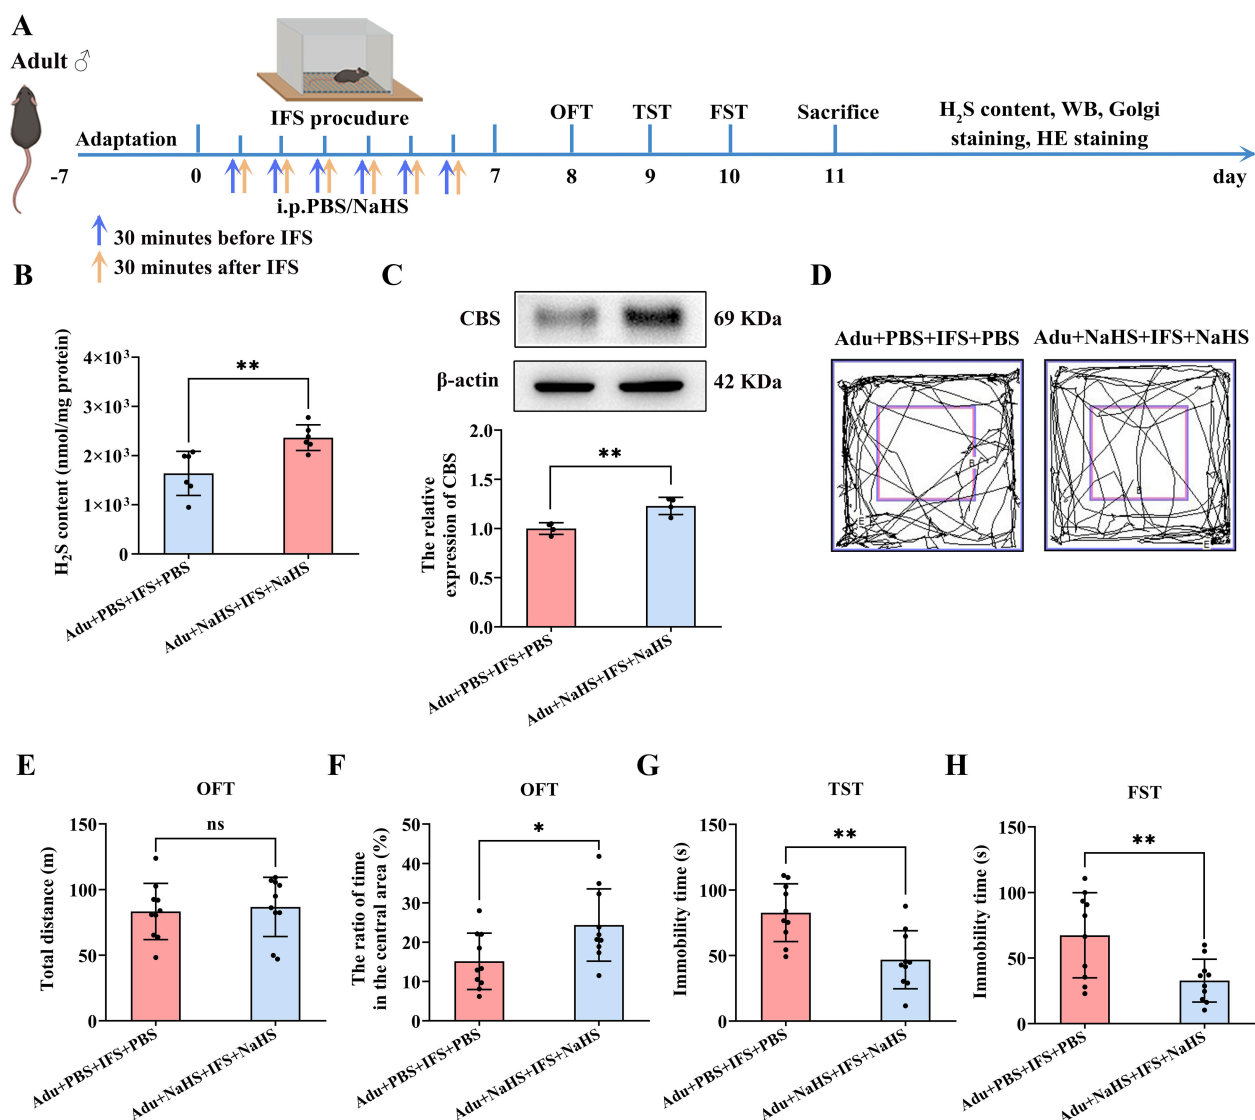 A
Adult ♂
IFS procudure
Adaptation
OFT
TST
FST
Sacrifice
H₂S content, WB, Golgi
staining, HE staining
-7
0
7
8
9
10
11
day
i.p.PBS/NaHS
30 minutes before IFS
30 minutes after IFS
B
H₂S content (nmol/mg protein)
4×10³
3×10³
2×10³
1×10³
0
**
Adu+PBS+IFS+PBS
Adu+NaHS+IFS+NaHS
C
CBS
69 KDa
β-actin
42 KDa
The relative
expression of CBS
2.0
1.5
1.0
0.5
0.0
**
Adu+PBS+IFS+PBS
Adu+NaHS+IFS+NaHS
D
Adu+PBS+IFS+PBS
B
E
Adu+NaHS+IFS+NaHS
B
E
E
OFT
Total distance (m)
150
100
50
0
ns
Adu+PBS+IFS+PBS
Adu+NaHS+IFS+NaHS
F
OFT
The ratio of time
in the central area (%)
50
40
30
20
10
0
*
Adu+PBS+IFS+PBS
Adu+NaHS+IFS+NaHS
G
TST
Immobility time (s)
150
100
50
0
**
Adu+PBS+IFS+PBS
Adu+NaHS+IFS+NaHS
H
FST
Immobility time (s)
150
100
50
0
**
Adu+PBS+IFS+PBS
Adu+NaHS+IFS+NaHS